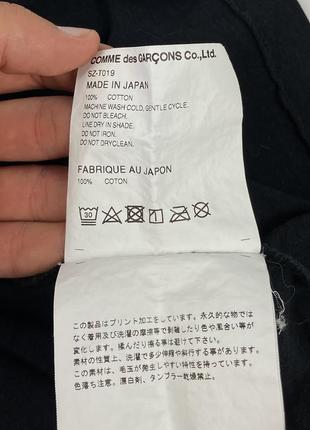 COMME des GARÇONS Co.,Ltd.
SZ-T019
MADE IN JAPAN
100% COTTON
MACHINE WASH COLD, GENTLE CYCLE.
DO NOT BLEACH.
LINE DRY IN SHADE.
DO NOT IRON.
DO NOT DRYCLEAN.
FABRIQUE AU JAPON
100% COTON
30
この製品はプリント加工をしています。永久的な物では
なく着用及び洗濯の摩擦等で剥離したり色や風合い等が
変化します。揉んだり擦る事は避けて下さい。
素材の性質上、洗濯で多少伸縮や斜行する事があります。
また素材は、毛玉が発生しやすい特性を持っています。
色落ち注意。漂白剤、タンブラー乾燥禁止。